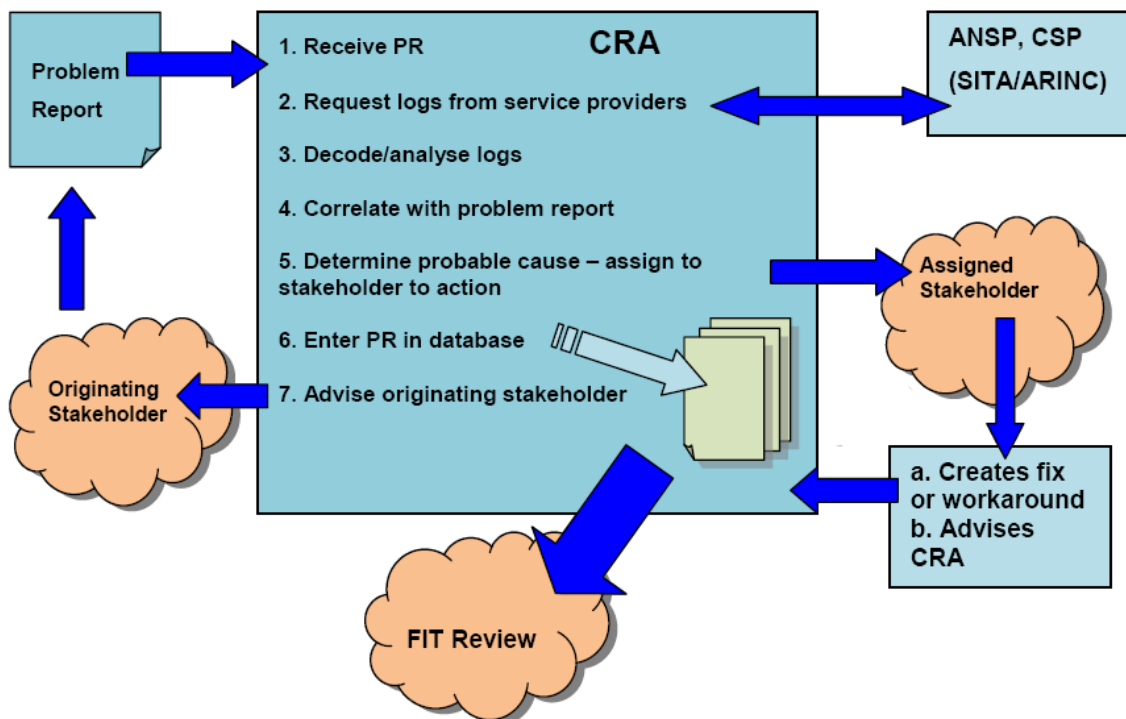 Problem
Report
CRA
1. Receive PR
2. Request logs from service providers
3. Decode/analyse logs
4. Correlate with problem report
5. Determine probable cause – assign to
stakeholder to action
6. Enter PR in database
7. Advise originating stakeholder
ANSP, CSP
(SITA/ARINC)
Assigned
Stakeholder
a. Creates fix
or workaround
b. Advises
CRA
Originating
Stakeholder
FIT Review